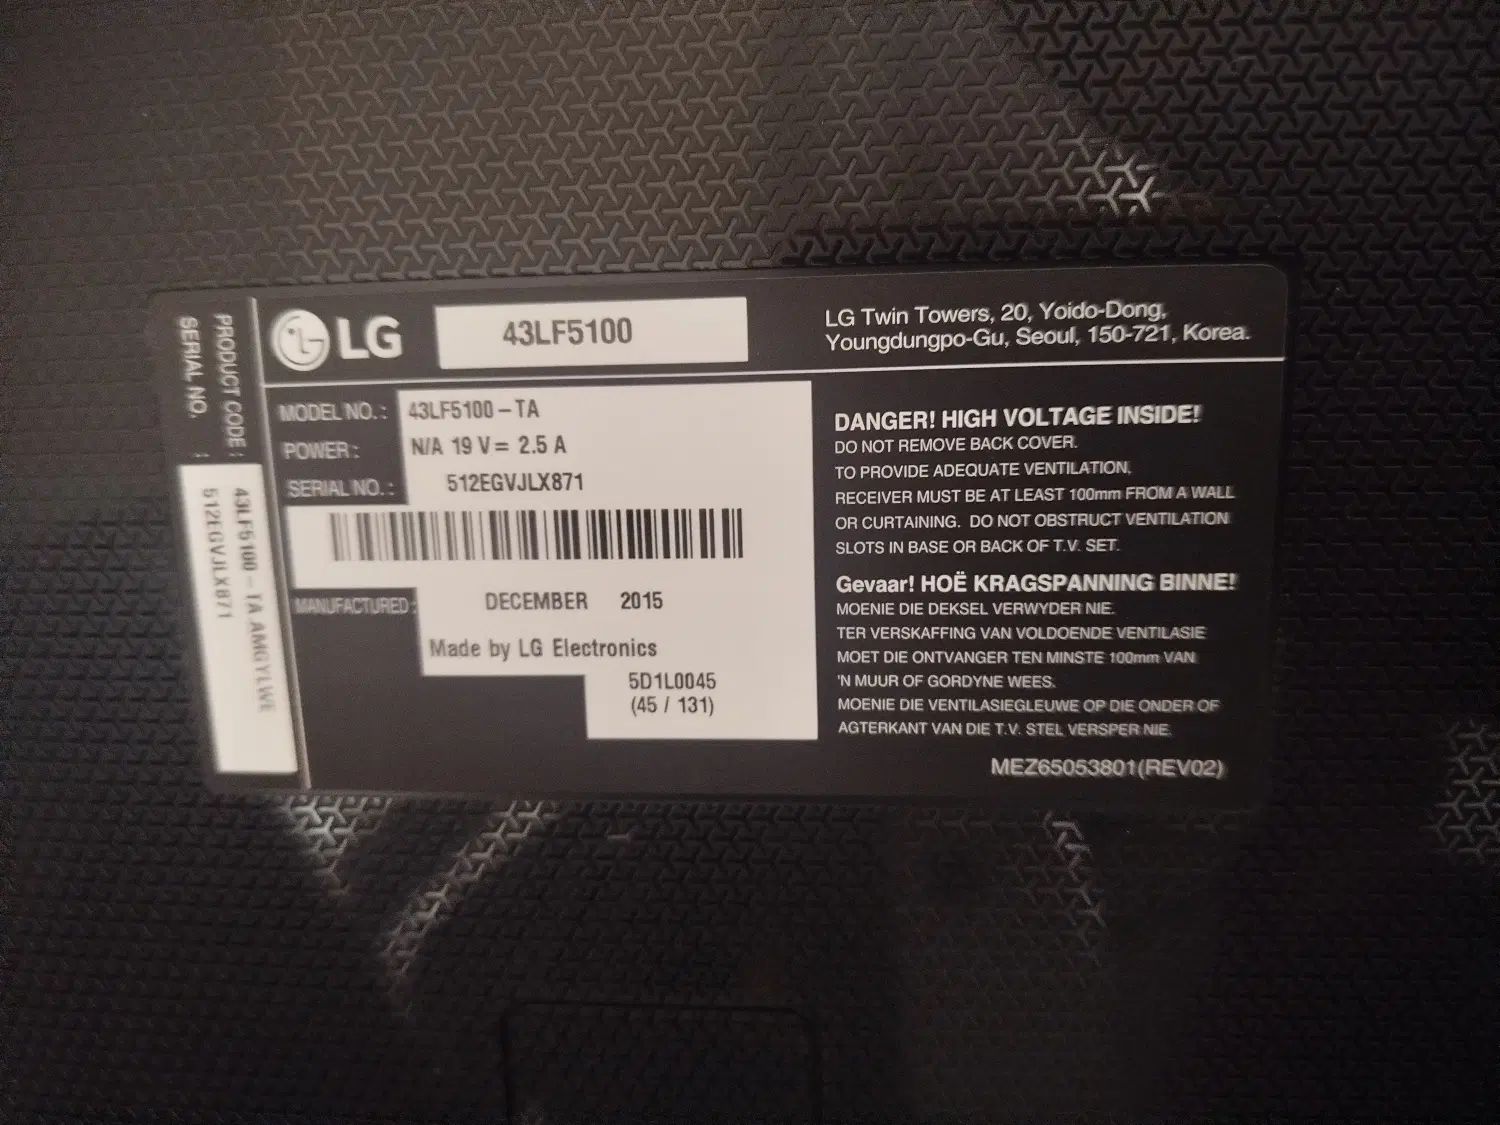 LG
43LF5100
LG Twin Towers, 20, Yoido-Dong,
Youngdungpo-Gu, Seoul, 150-721, Korea.
MODEL NO. : 43LF5100-TA
POWER : N/A 19 V= 2.5 A
SERIAL NO. : 512EGVJLX871
MANUFACTURED : DECEMBER 2015
Made by LG Electronics
5D1L0045
(45 / 131)
DANGER! HIGH VOLTAGE INSIDE!
DO NOT REMOVE BACK COVER.
TO PROVIDE ADEQUATE VENTILATION,
RECEIVER MUST BE AT LEAST 100mm FROM A WALL
OR CURTAINING. DO NOT OBSTRUCT VENTILATION
SLOTS IN BASE OR BACK OF T.V. SET.
Gevaar! HOË KRAGSPANNING BINNE!
MOENIE DIE DEKSEL VERWYDER NIE.
TER VERSKAFFING VAN VOLDOENDE VENTILASIE
MOET DIE ONTVANGER TEN MINSTE 100mm VAN
'N MUUR OF GORDYNE WEES.
MOENIE DIE VENTILASIEGLEUWE OP DIE ONDER OF
AGTERKANT VAN DIE T.V. STEL VERSPER NIE.
MEZ65053801(REV02)
PRODUCT CODE : 43LF5100-TA.AMGYLWE
SERIAL NO. : 512EGVJLX871